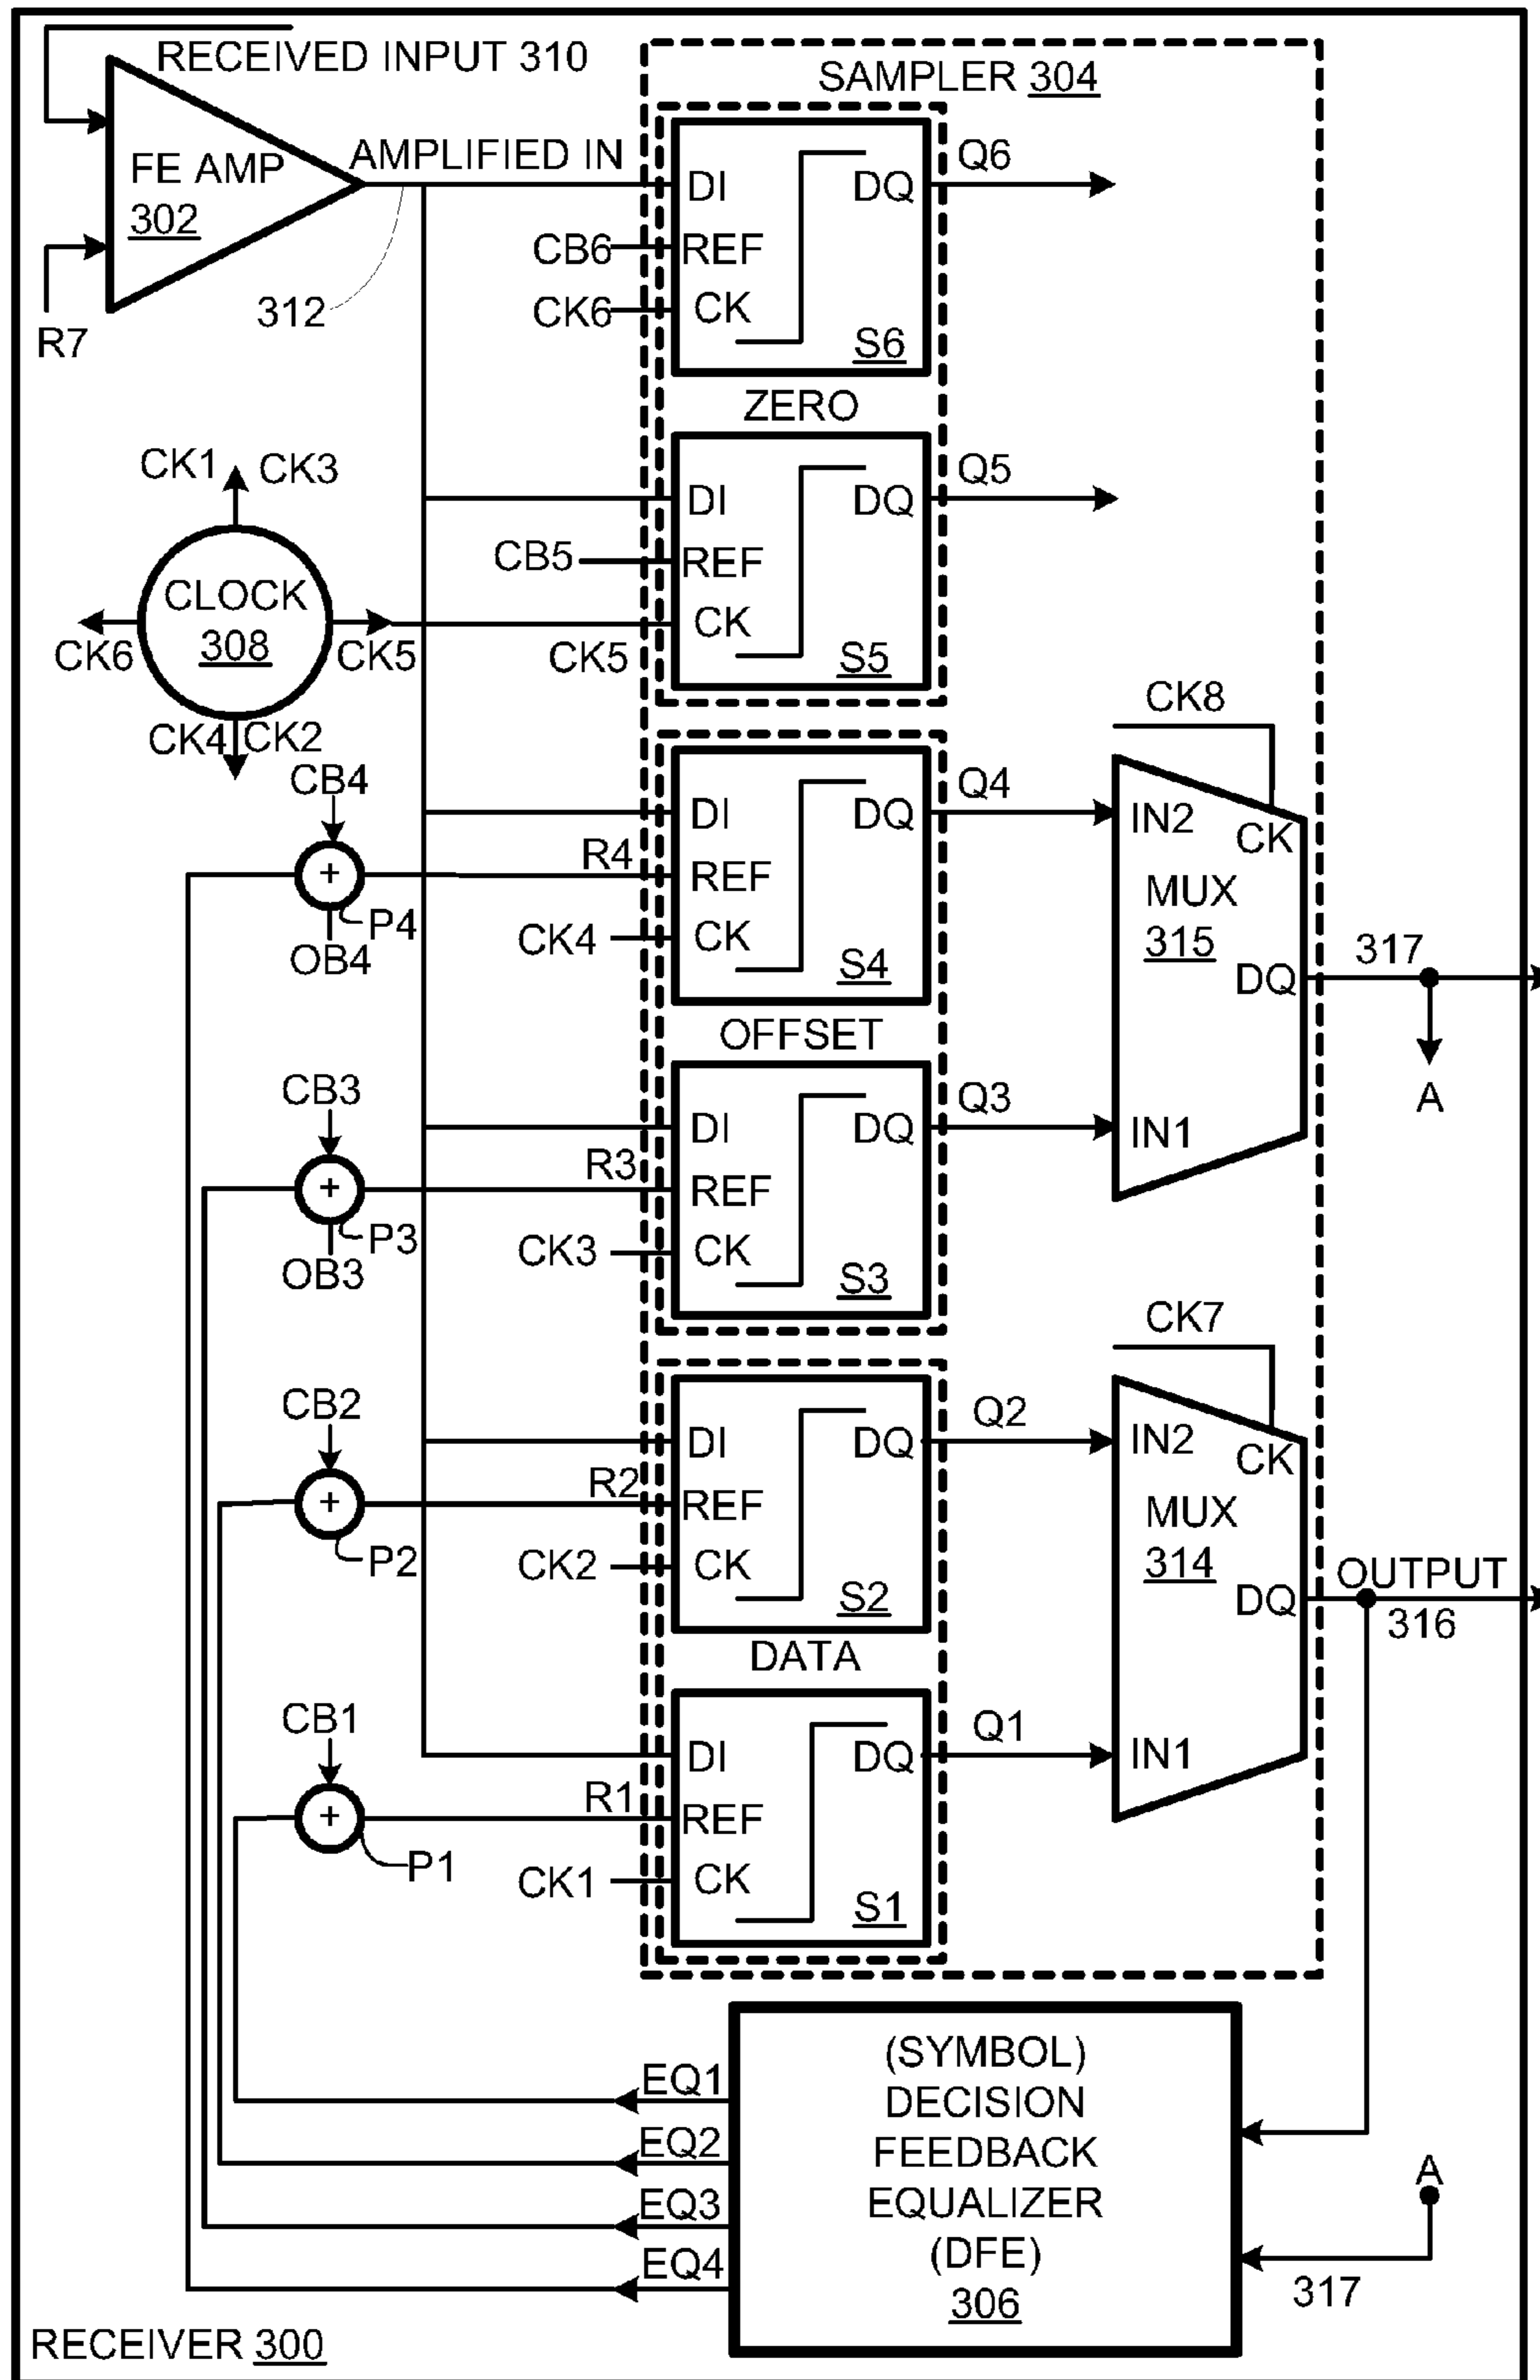 RECEIVED INPUT 310
SAMPLER 304
FE AMP
302
R7
AMPLIFIED IN
312
DI
REF
CK
DQ
S6
CB6
CK6
Q6
ZERO
CK1
CK3
CLOCK
308
CK6
CK5
CK4
CK2
DI
REF
CK
DQ
S5
CB5
CK5
Q5
CB4
+
P4
OB4
R4
CK4
DI
REF
CK
DQ
S4
Q4
CK8
IN2
CK
MUX
315
DQ
IN1
317
A
OFFSET
CB3
+
P3
OB3
R3
CK3
DI
REF
CK
DQ
S3
Q3
CB2
+
P2
R2
CK2
DI
REF
CK
DQ
S2
Q2
CK7
IN2
CK
MUX
314
DQ
IN1
OUTPUT
316
DATA
CB1
+
P1
R1
CK1
DI
REF
CK
DQ
S1
Q1
EQ1
EQ2
EQ3
EQ4
(SYMBOL)
DECISION
FEEDBACK
EQUALIZER
(DFE)
306
A
317
RECEIVER 300